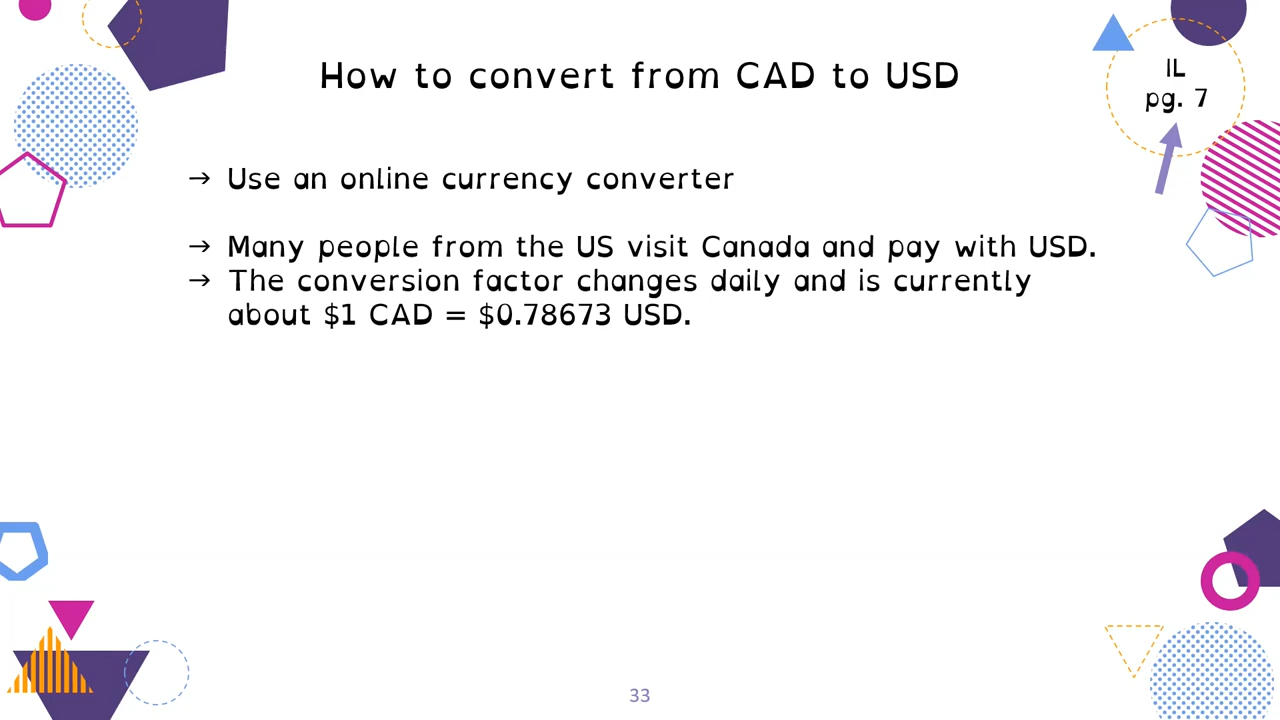 How to convert from CAD to USD
IL
pg. 7
→ Use an online currency converter
→ Many people from the US visit Canada and pay with USD.
→ The conversion factor changes daily and is currently
about $1 CAD = $0.78673 USD.
33